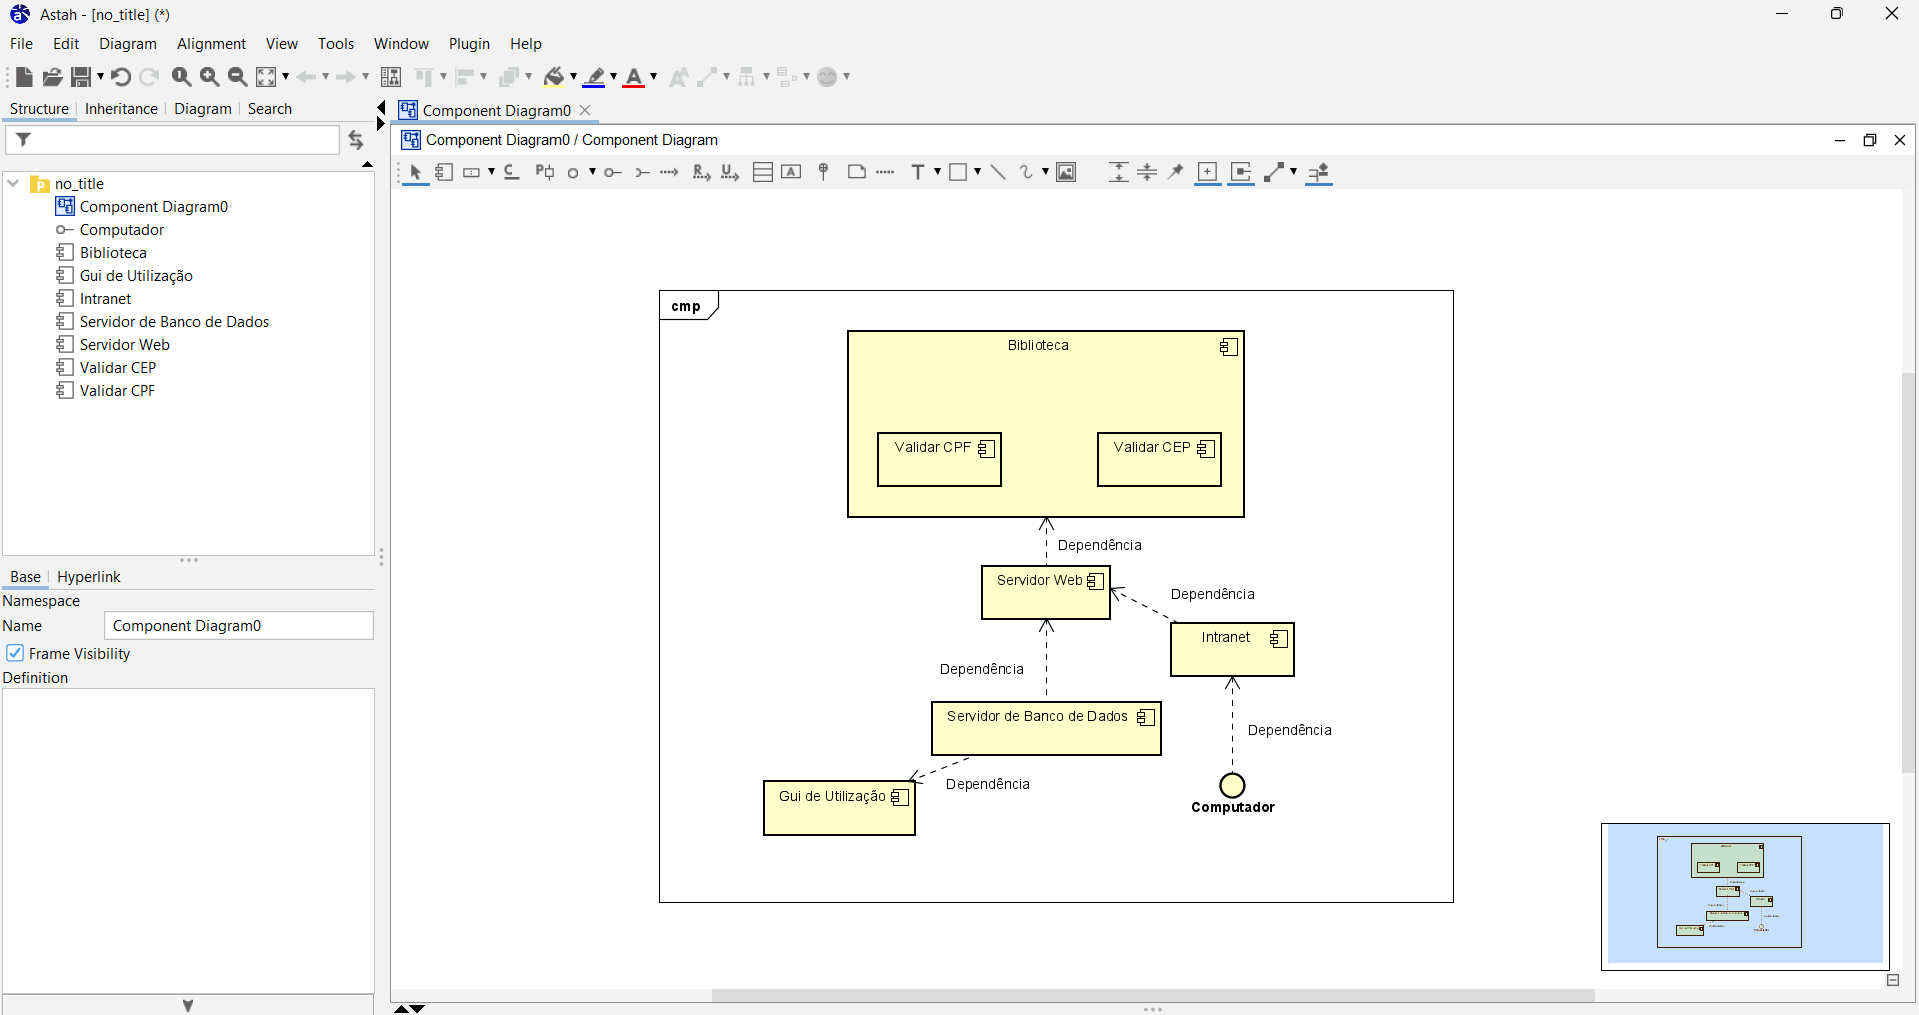 Astah - [no_title] (*)
File Edit Diagram Alignment View Tools Window Plugin Help
Structure Inheritance Diagram Search
Component Diagram0
Component Diagram0 / Component Diagram
no_title
Component Diagram0
Computador
Biblioteca
Gui de Utilização
Intranet
Servidor de Banco de Dados
Servidor Web
Validar CEP
Validar CPF
Base Hyperlink
Namespace
Name Component Diagram0
Frame Visibility
Definition
cmp
Biblioteca
Validar CPF
Validar CEP
Dependência
Servidor Web
Dependência
Intranet
Dependência
Servidor de Banco de Dados
Dependência
Dependência
Gui de Utilização
Computador